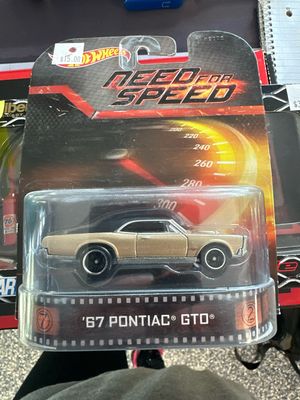 Hot Wheels
$15.00
NEED FOR
SPEED
200
220
240
260
280
300
'67 PONTIAC® GTO®